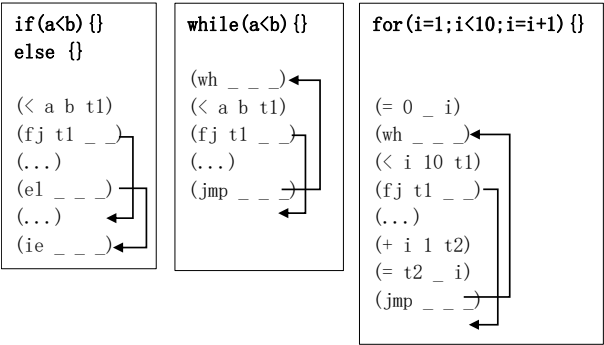 if(a<b){}
else {}
(< a b t1)
(fj t1 _ _)
(...)
(el _ _ _)
(...)
(ie _ _ _)
while(a<b){}
(wh _ _ _)
(< a b t1)
(fj t1 _ _)
(...)
(jmp _ _ _)
for(i=1;i<10;i=i+1){}
(= 0 _ i)
(wh _ _ _)
(< i 10 t1)
(fj t1 _ _)
(...)
(+ i 1 t2)
(= t2 _ i)
(jmp _ _ _)